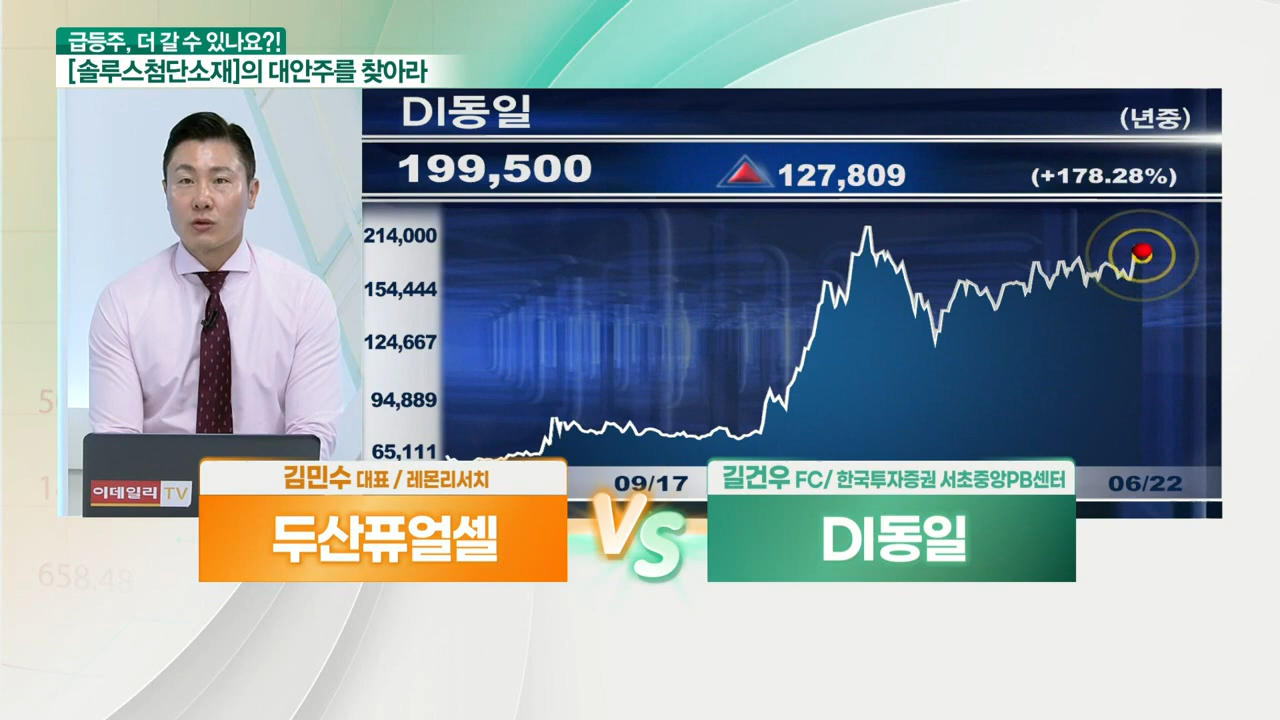 급등주, 더 갈 수 있나요?!
[솔루스첨단소재]의 대안주를 찾아라
DI동일
(년중)
199,500
127,809
(+178.28%)
214,000
154,444
124,667
94,889
65,111
09/17
06/22
이데일리 TV
김민수 대표 / 레몬리서치
두산퓨얼셀
VS
길건우 FC/ 한국투자증권 서초중앙PB센터
DI동일
658.48